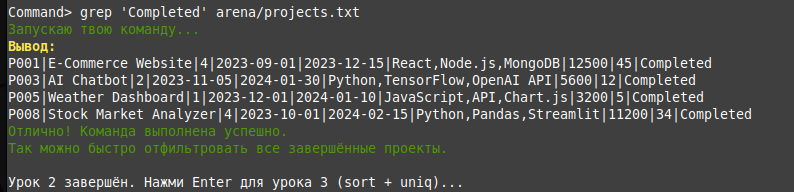 Command> grep 'Completed' arena/projects.txt
Запускаю твою команду...
Вывод:
P001|E-Commerce Website|4|2023-09-01|2023-12-15|React,Node.js,MongoDB|12500|45|Completed
P003|AI Chatbot|2|2023-11-05|2024-01-30|Python,TensorFlow,OpenAI API|5600|12|Completed
P005|Weather Dashboard|1|2023-12-01|2024-01-10|JavaScript,API,Chart.js|3200|5|Completed
P008|Stock Market Analyzer|4|2023-10-01|2024-02-15|Python,Pandas,Streamlit|11200|34|Completed
Отлично! Команда выполнена успешно.
Так можно быстро отфильтровать все завершённые проекты.
Урок 2 завершён. Нажми Enter для урока 3 (sort + uniq)...